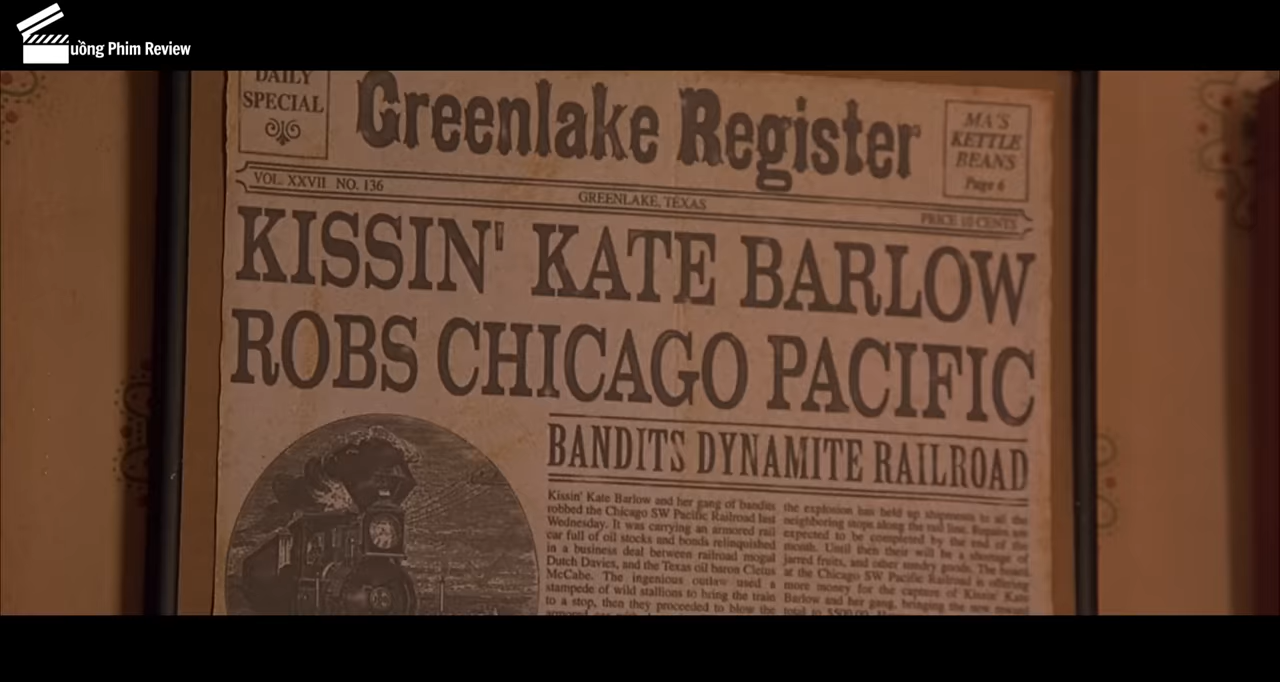 uồng Phim Review
DAILY
SPECIAL
Greenlake Register
MA'S
KETTLE
BEANS
Page 6
VOL. XXVII NO. 136
GREENLAKE, TEXAS
PRICE 10 CENTS
KISSIN' KATE BARLOW
ROBS CHICAGO PACIFIC
BANDITS DYNAMITE RAILROAD
Kissin' Kate Barlow and her gang of bandits
robbed the Chicago SW Pacific Railroad last
Wednesday. It was carrying an armored rail
car full of oil stocks and bonds relinquished
in a business deal between railroad mogul
Dutch Davies, and the Texas oil baron Cletus
McCabe. The ingenious outlaw used a
stampede of wild stallions to bring the train
to a stop, then they proceeded to blow the
the explosion has held up shipments to all the
neighboring stops along the rail line. Repairs are
expected to be completed by the end of the
month. Until then their will be a shortage of
jarred fruits, and other sundry goods. The board
at the Chicago SW Pacific Railroad is offering
more money for the capture of Kissin' Kate
Barlow and her gang, bringing the new reward
total to